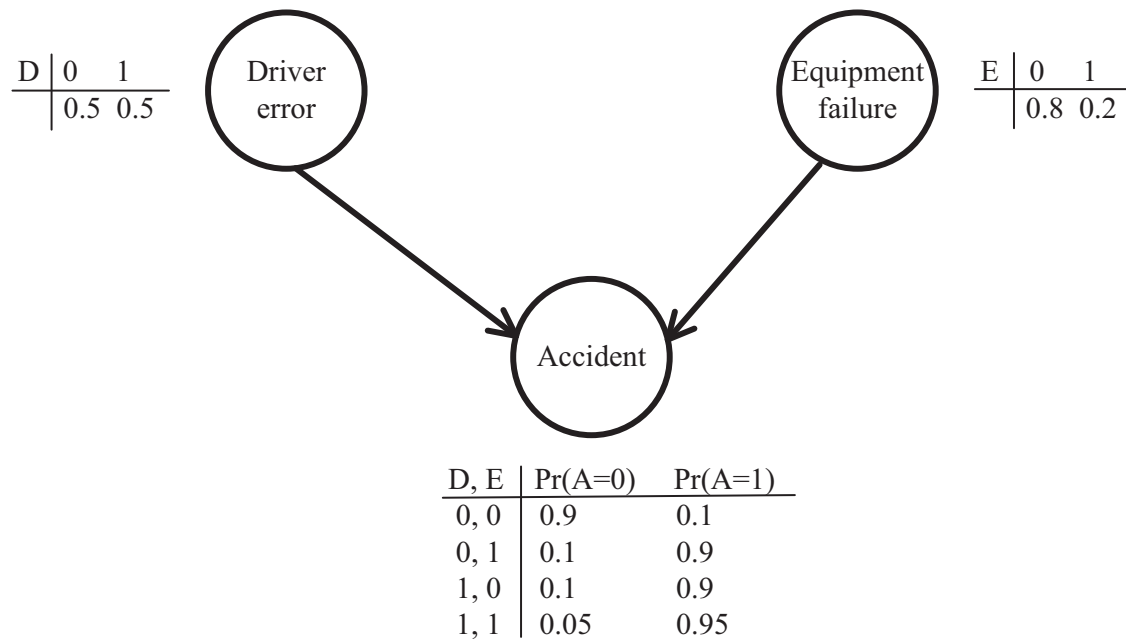 D 0 1
0.5 0.5
Driver
error
Equipment
failure
E 0 1
0.8 0.2
Accident
D, E Pr(A=0) Pr(A=1)
0, 0 0.9 0.1
0, 1 0.1 0.9
1, 0 0.1 0.9
1, 1 0.05 0.95